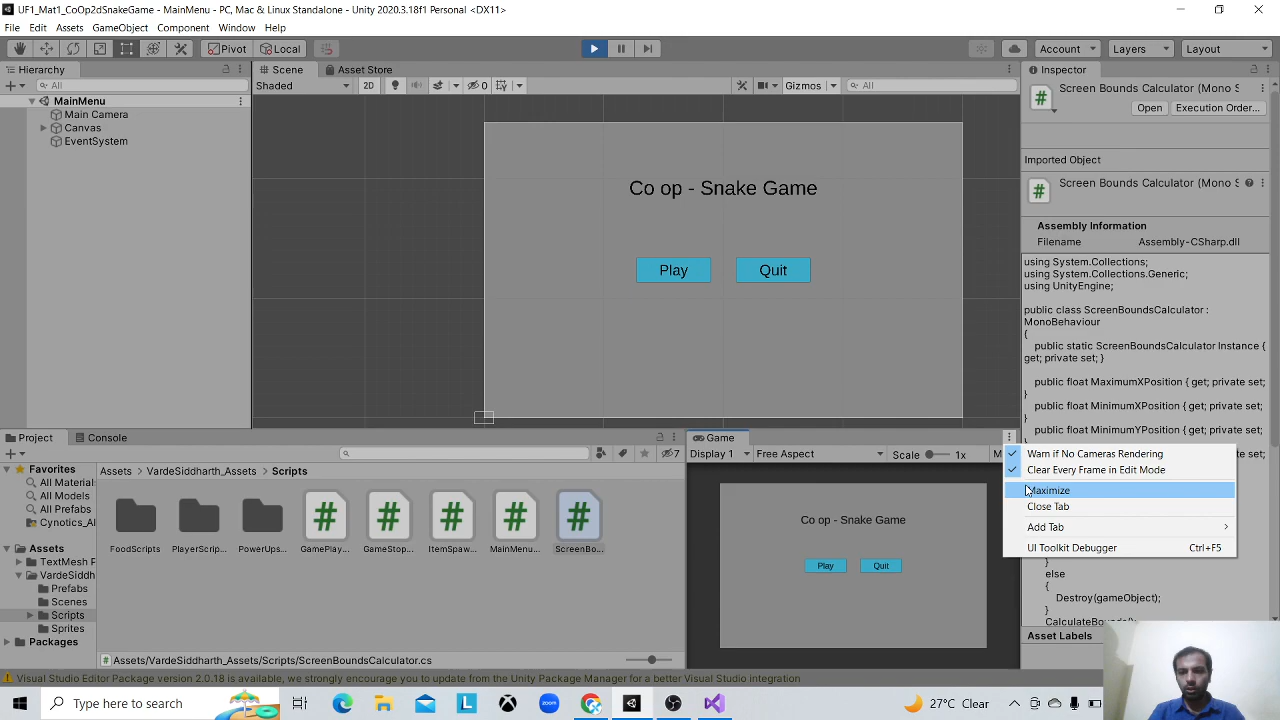 UF1_Mat1_CoOp2dSnakeGame - MainMenu - PC, Mac & Linux Standalone - Unity 2020.3.18f1 Personal <DX11>
File Edit Assets GameObject Component Window Help
Pivot Local Account Layers Layout
Hierarchy Scene Asset Store Inspector
All Shaded 2D 0 Gizmos All
Screen Bounds Calculator (Mono S
Open Execution Order...
MainMenu
Main Camera
Canvas
EventSystem
Co op - Snake Game
Play Quit
Imported Object
Screen Bounds Calculator (Mono S
Assembly Information
Filename Assembly-CSharp.dll
using System.Collections;
using System.Collections.Generic;
using UnityEngine;
public class ScreenBoundsCalculator :
MonoBehaviour
{
public static ScreenBoundsCalculator Instance {
get; private set; }
public float MaximumXPosition { get; private set;
}
public float MinimumXPosition { get; private set;
}
public float MinimumYPosition { get; private set;
}
Project Console
7
Favorites
All Material
All Models
All Prefabs
Cynotics_Al
Assets
TextMesh P
VardeSiddh
Prefabs
Scenes
Scripts
Sprites
Packages
Assets > VardeSiddharth_Assets > Scripts
FoodScripts PlayerScrip... PowerUps... GamePlay... GameStop... ItemSpaw... MainMenu... ScreenBo...
Assets/VardeSiddharth_Assets/Scripts/ScreenBoundsCalculator.cs
Game
Display 1 Free Aspect Scale 1x M
Co op - Snake Game
Play Quit
Warn if No Cameras Rendering
Clear Every Frame in Edit Mode
Maximize
Close Tab
Add Tab
UI Toolkit Debugger Ctrl+F5
else
{
Destroy(gameObject);
}
CalculateBounds();
Asset Labels
Visual Studio Editor Package version 2.0.18 is available, we strongly encourage you to update from the Unity Package Manager for a better Visual Studio integration
Type here to search
zoom
27°C Clear